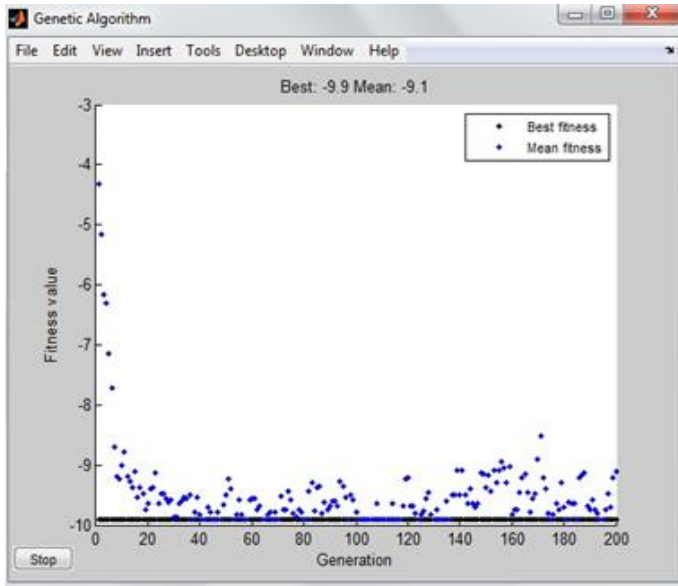 Genetic Algorithm
File Edit View Insert Tools Desktop Window Help
Best: -9.9 Mean: -9.1
Best fitness
Mean fitness
Fitness value
-3
-4
-5
-6
-7
-8
-9
-10
0 20 40 60 80 100 120 140 160 180 200
Generation
Stop